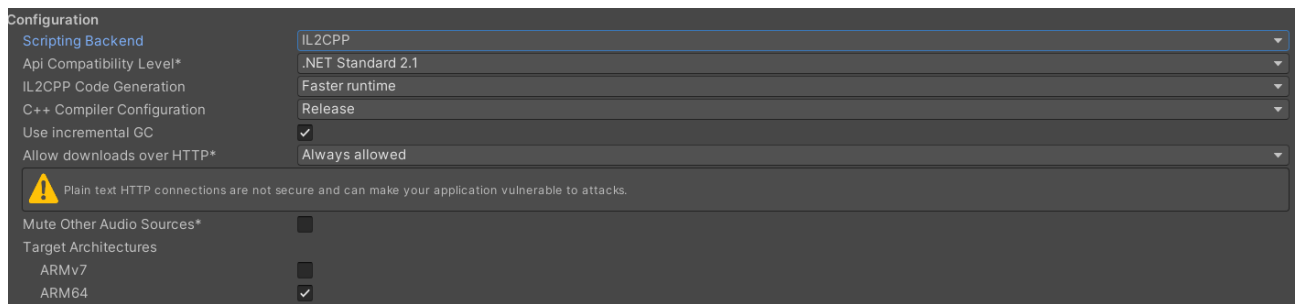 Configuration
Scripting Backend IL2CPP
Api Compatibility Level* .NET Standard 2.1
IL2CPP Code Generation Faster runtime
C++ Compiler Configuration Release
Use incremental GC
Allow downloads over HTTP* Always allowed
Plain text HTTP connections are not secure and can make your application vulnerable to attacks.
Mute Other Audio Sources*
Target Architectures
ARMv7
ARM64